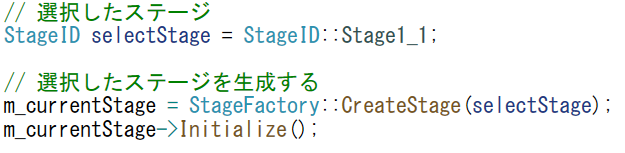 // 選択したステージ
StageID selectStage = StageID::Stage1_1;
// 選択したステージを生成する
m_currentStage = StageFactory::CreateStage(selectStage);
m_currentStage->Initialize();